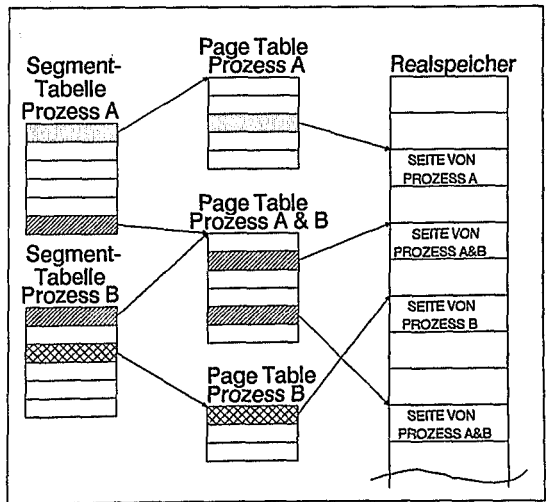 Segment-
Tabelle
Prozess A
Page Table
Prozess A
Realspeicher
SEITE VON
PROZESS A
Page Table
Prozess A & B
SEITE VON
PROZESS A&B
Segment-
Tabelle
Prozess B
SEITE VON
PROZESS B
Page Table
Prozess B
SEITE VON
PROZESS A&B